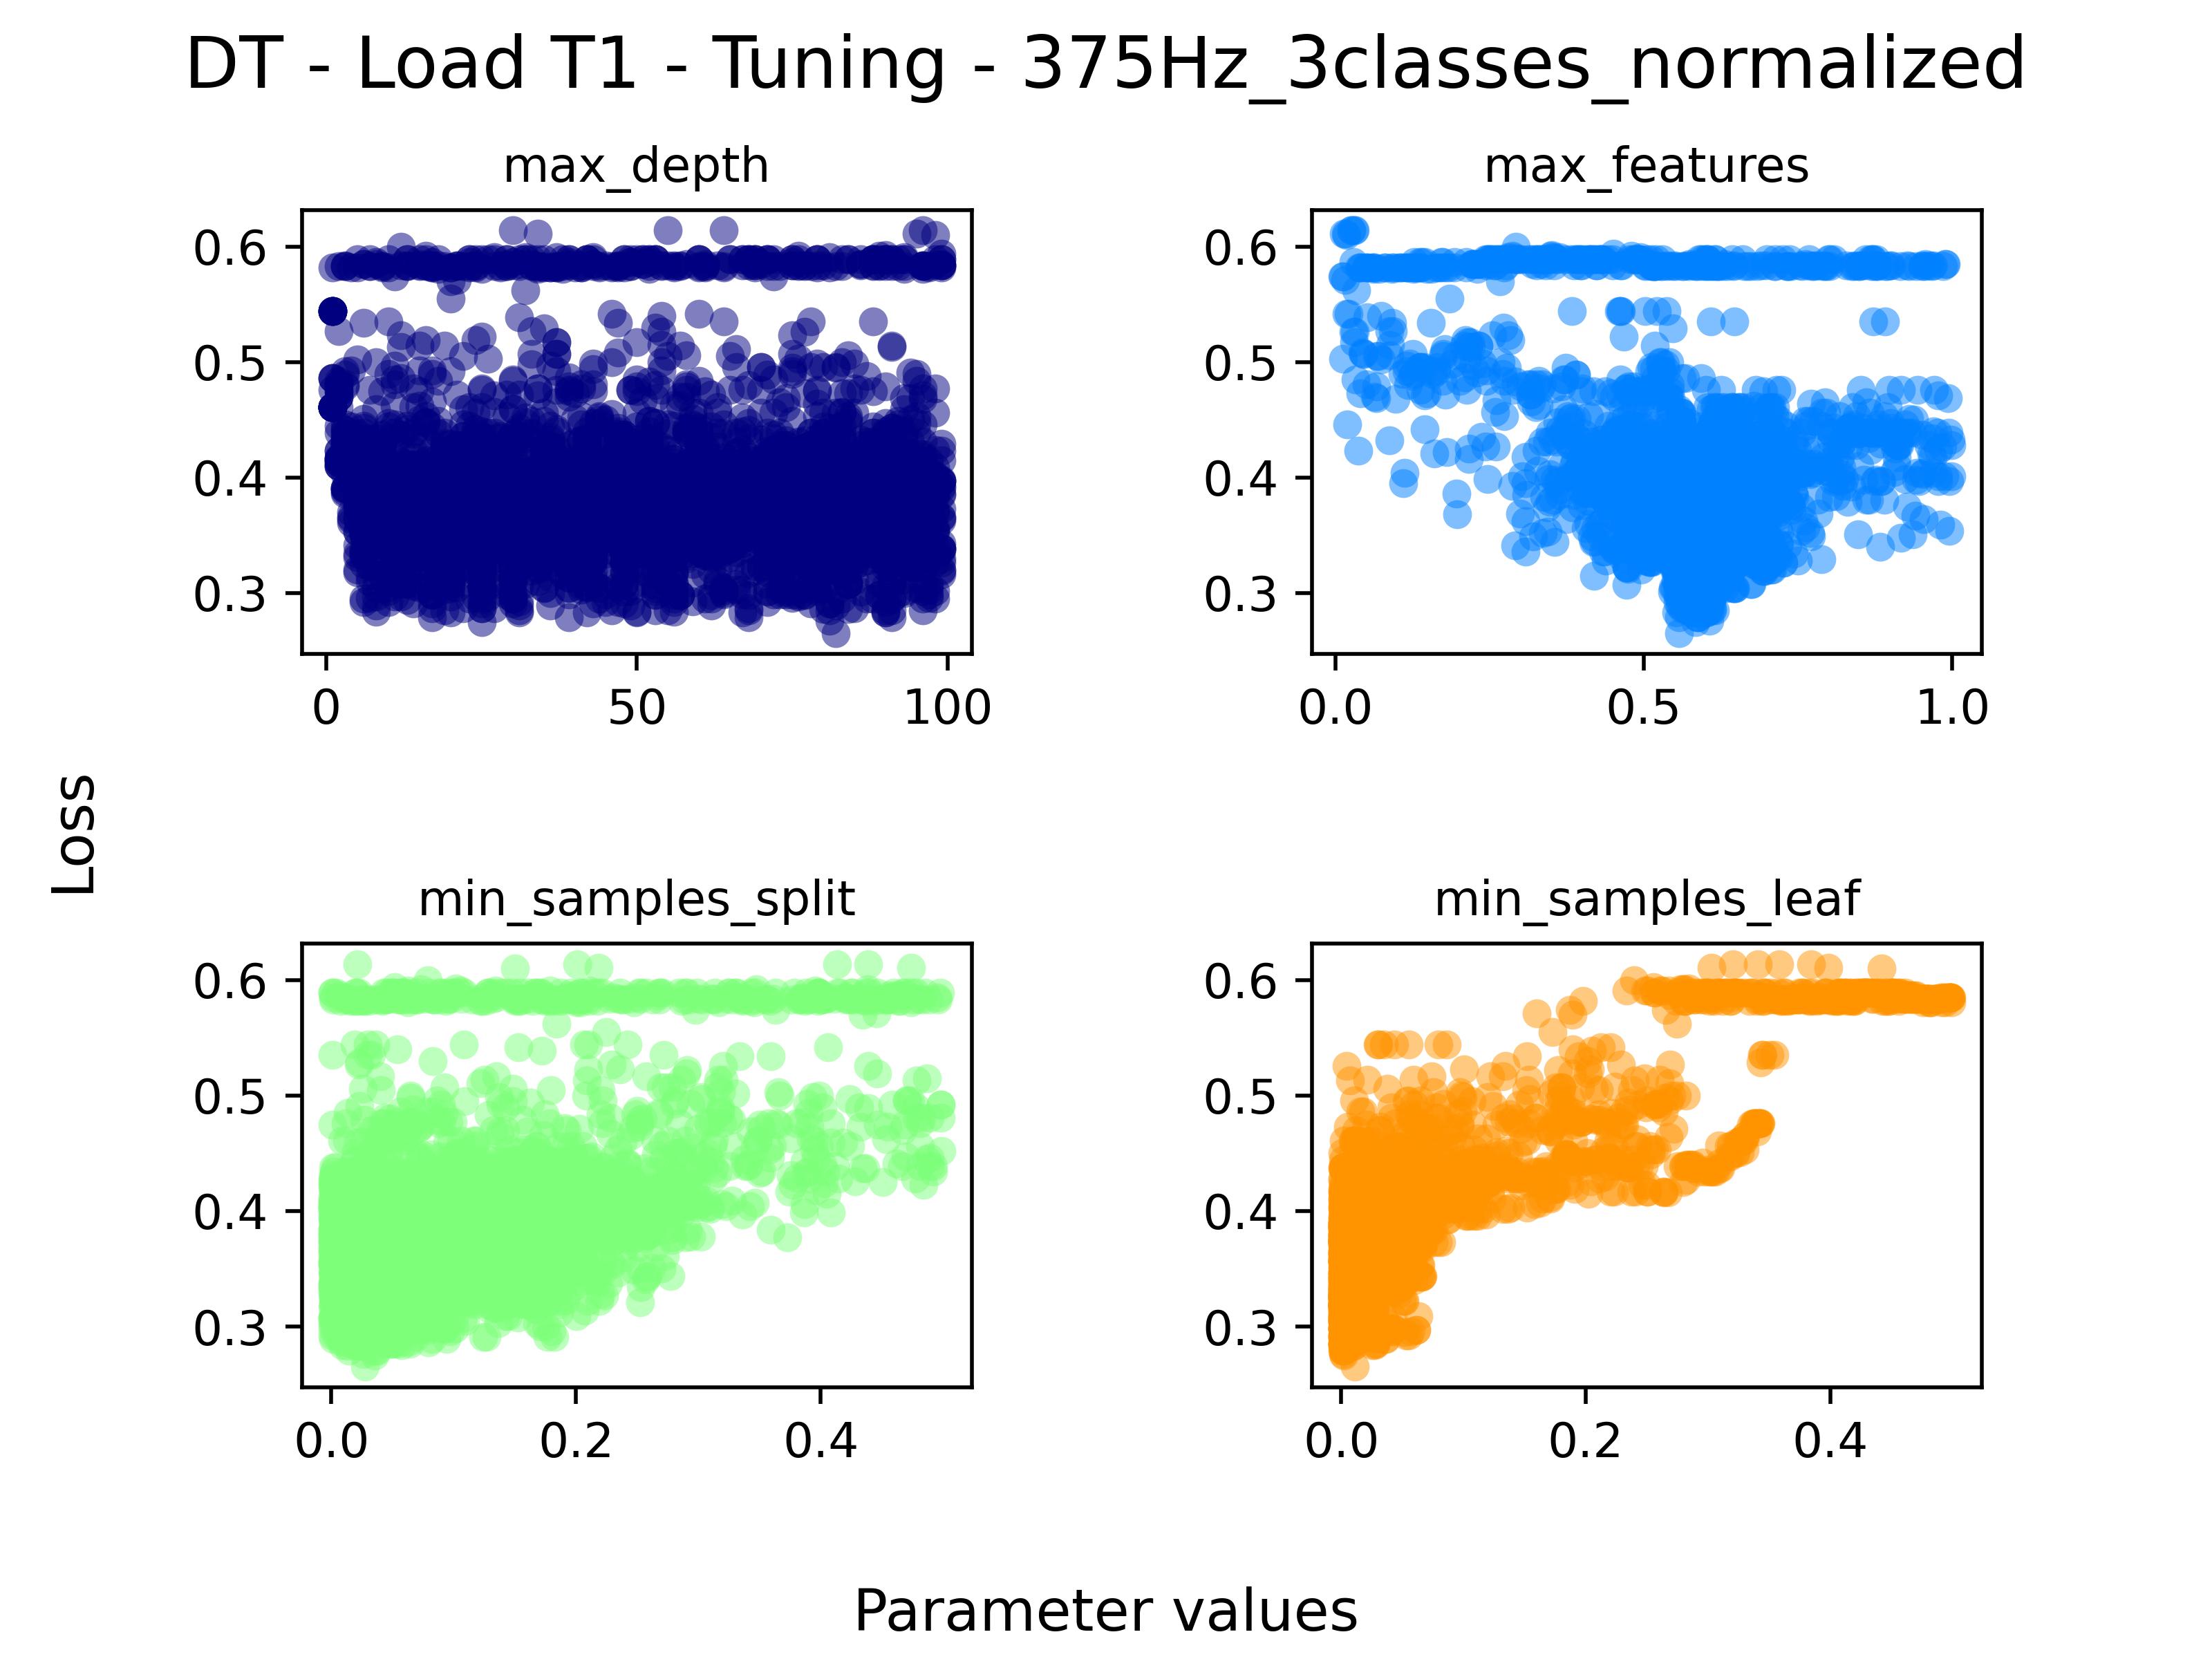 DT - Load T1 - Tuning - 375Hz_3classes_normalized
max_depth
0.6
0.5
0.4
0.3
0 50 100
max_features
0.6
0.5
0.4
0.3
0.0 0.5 1.0
Loss
min_samples_split
0.6
0.5
0.4
0.3
0.0 0.2 0.4
min_samples_leaf
0.6
0.5
0.4
0.3
0.0 0.2 0.4
Parameter values